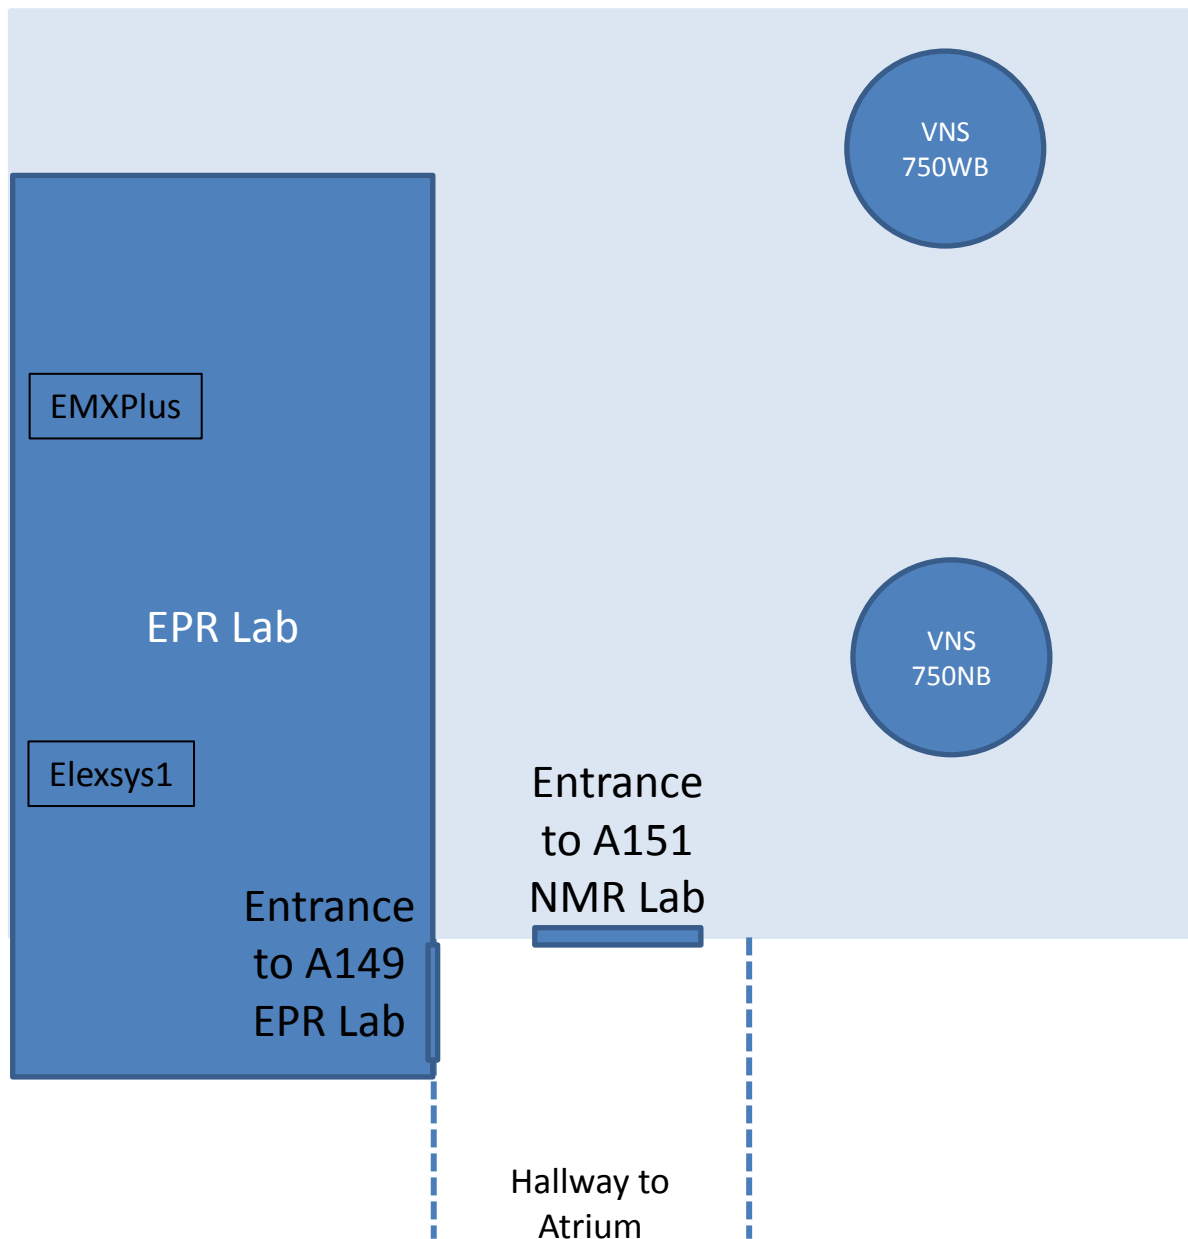 VNS
750WB
EMXPlus
EPR Lab
VNS
750NB
Elexsys1
Entrance
to A151
NMR Lab
Entrance
to A149
EPR Lab
Hallway to
Atrium